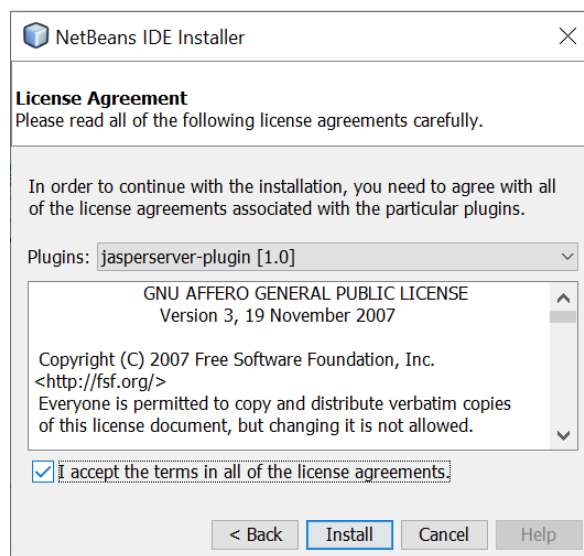 NetBeans IDE Installer
License Agreement
Please read all of the following license agreements carefully.
In order to continue with the installation, you need to agree with all
of the license agreements associated with the particular plugins.
Plugins: jasperserver-plugin [1.0]
GNU AFFERO GENERAL PUBLIC LICENSE
Version 3, 19 November 2007
Copyright (C) 2007 Free Software Foundation, Inc.
<http://fsf.org/>
Everyone is permitted to copy and distribute verbatim copies
of this license document, but changing it is not allowed.
I accept the terms in all of the license agreements.
< Back Install Cancel Help